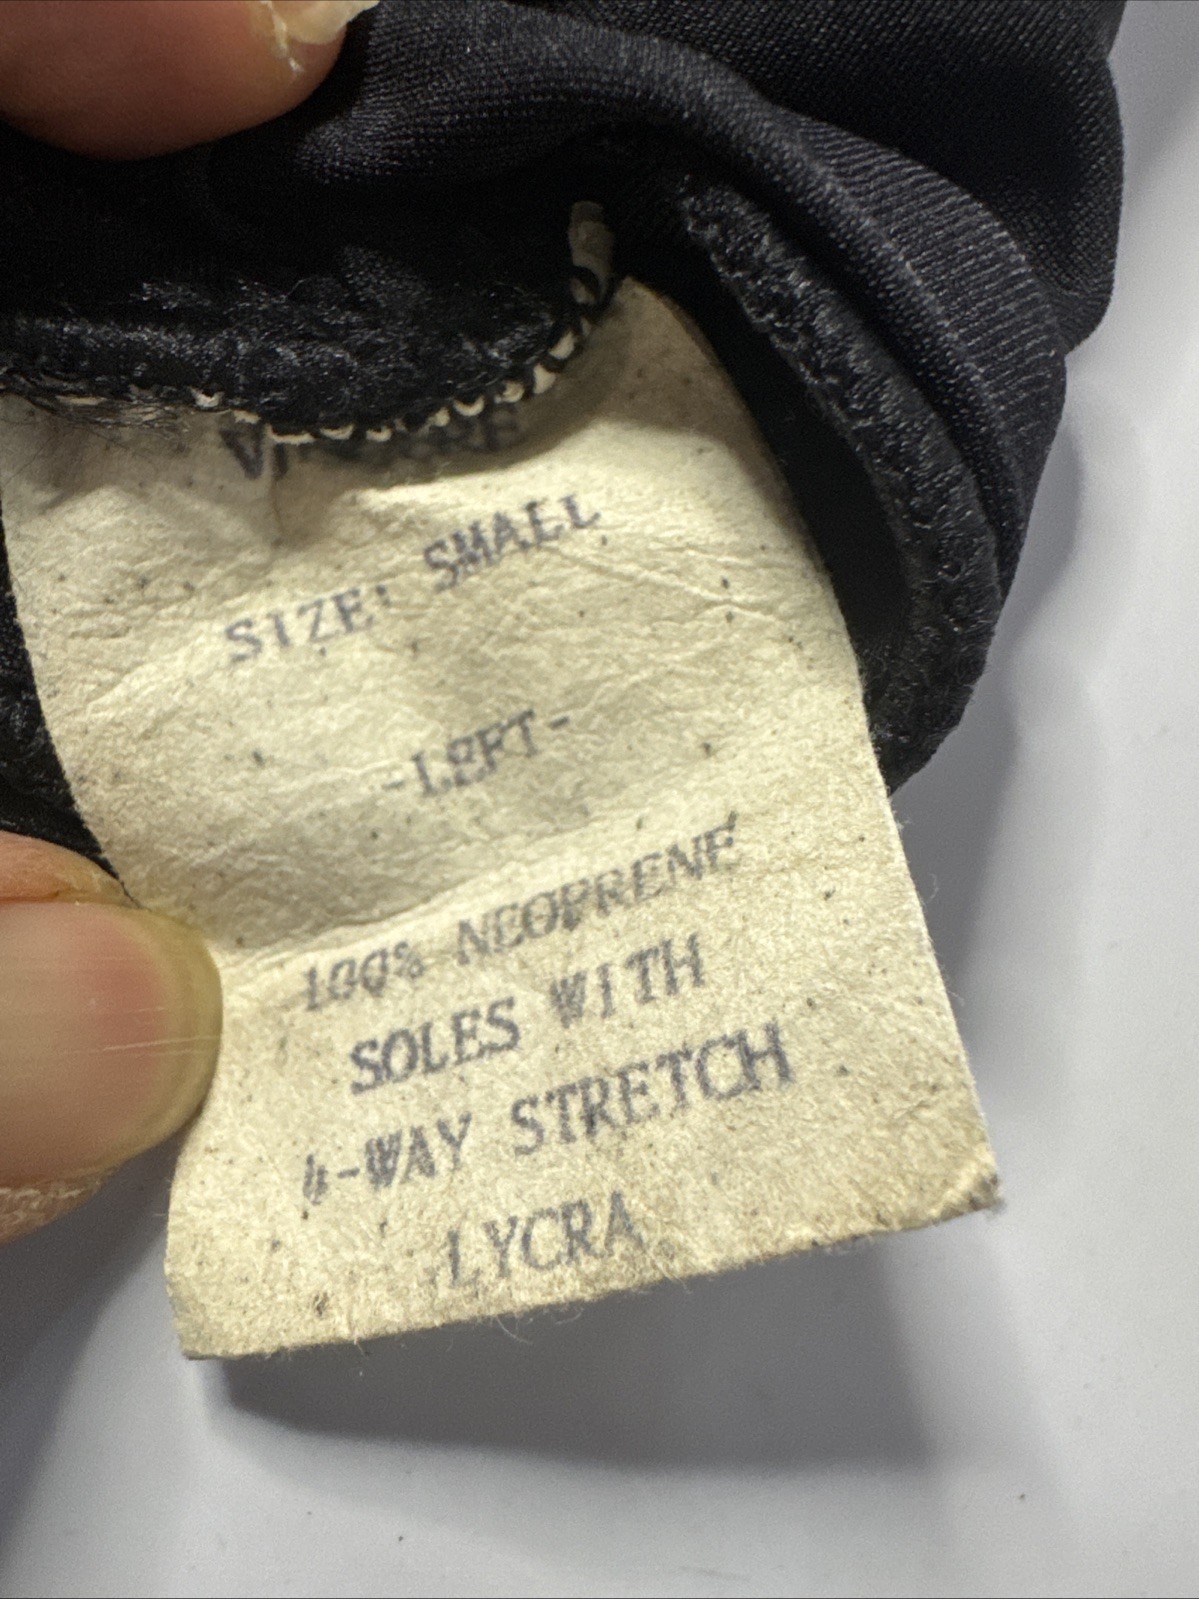 SIZE: SMALL
-LEFT-
100% NEOPRENE
SOLES WITH
4-WAY STRETCH
LYCRA